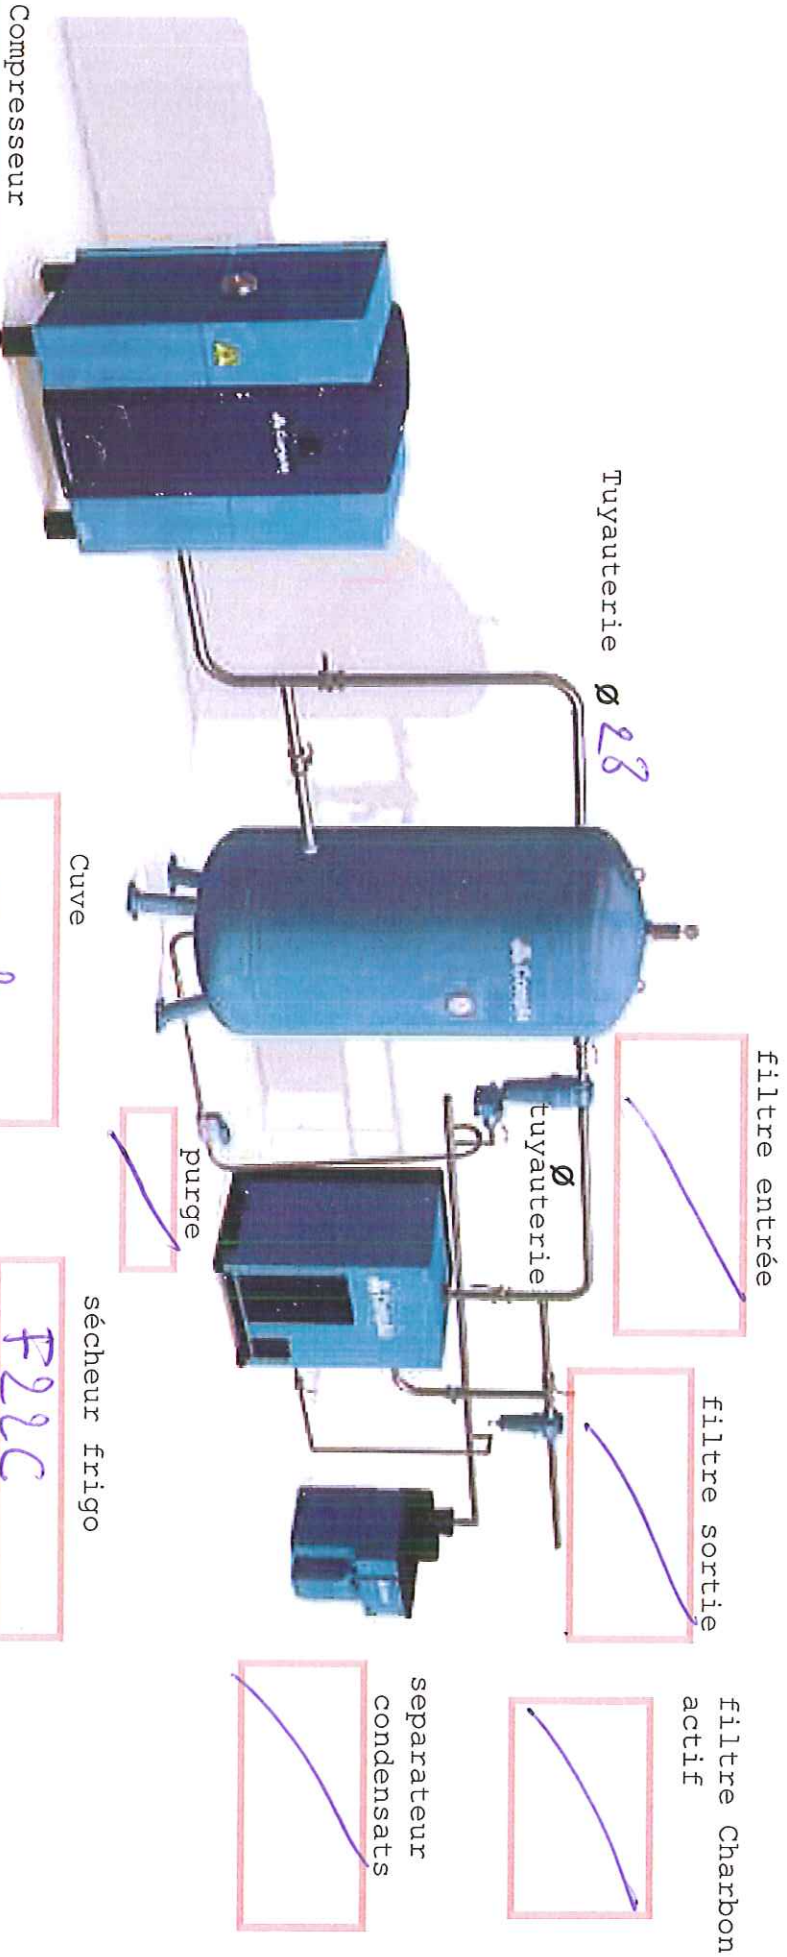 Compresseur
Tuyauterie Ø 28
Cuve
filtre entrée
Ø
tuyauterie
purge
sécheur frigo
F22C
filtre sortie
filtre Charbon
actif
separateur
condensats